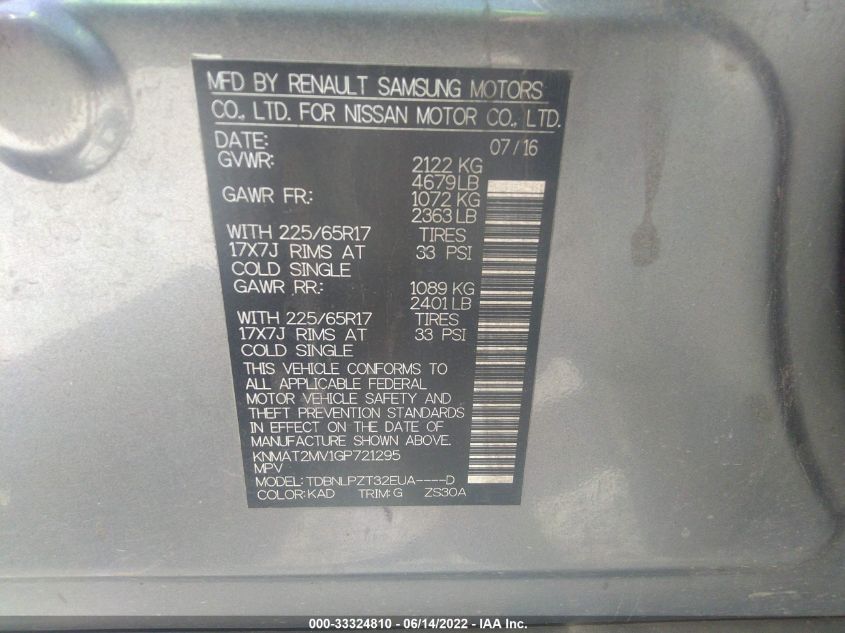 MFD BY RENAULT SAMSUNG MOTORS
CO., LTD. FOR NISSAN MOTOR CO., LTD.
DATE: 07/16
GVWR: 2122 KG
4679 LB
GAWR FR: 1072 KG
2363 LB
WITH 225/65R17 TIRES
17X7J RIMS AT 33 PSI
COLD SINGLE
GAWR RR: 1089 KG
2401 LB
WITH 225/65R17 TIRES
17X7J RIMS AT 33 PSI
COLD SINGLE
THIS VEHICLE CONFORMS TO
ALL APPLICABLE FEDERAL
MOTOR VEHICLE SAFETY AND
THEFT PREVENTION STANDARDS
IN EFFECT ON THE DATE OF
MANUFACTURE SHOWN ABOVE.
KNMAT2MV1GP721295
MPV
MODEL: TDBNLPZT32EUA----D
COLOR: KAD TRIM: G ZS30A
000-33324810 - 06/14/2022 - IAA Inc.